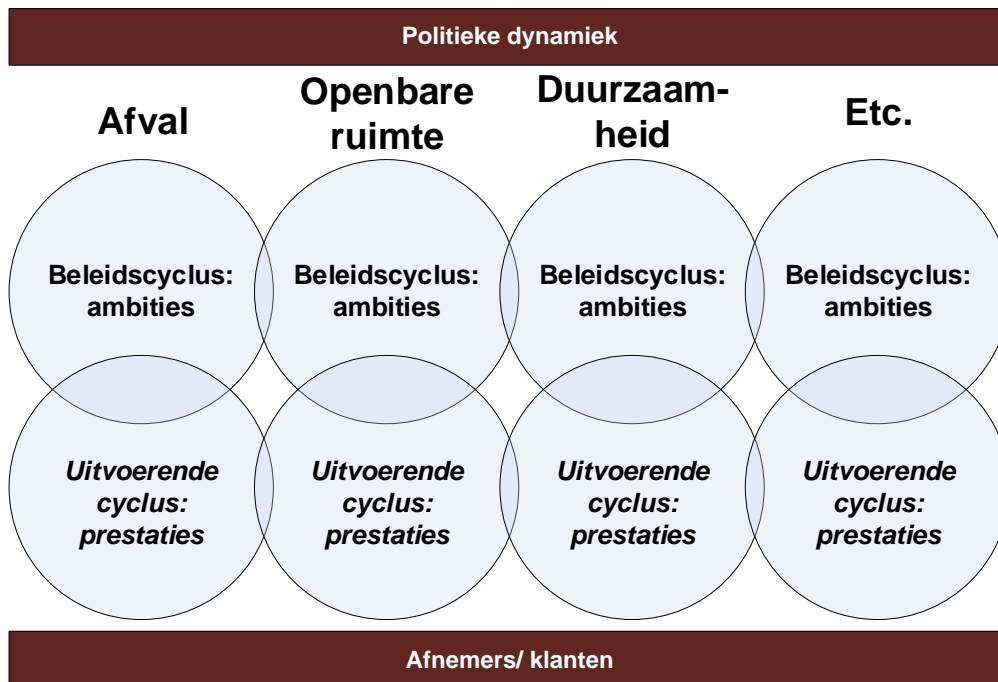 Politieke dynamiek
Afval
Openbare
ruimte
Duurzaam-
heid
Etc.
Beleidscyclus:
ambities
Beleidscyclus:
ambities
Beleidscyclus:
ambities
Beleidscyclus:
ambities
Uitvoerende
cyclus:
prestaties
Uitvoerende
cyclus:
prestaties
Uitvoerende
cyclus:
prestaties
Uitvoerende
cyclus:
prestaties
Afnemers/ klanten